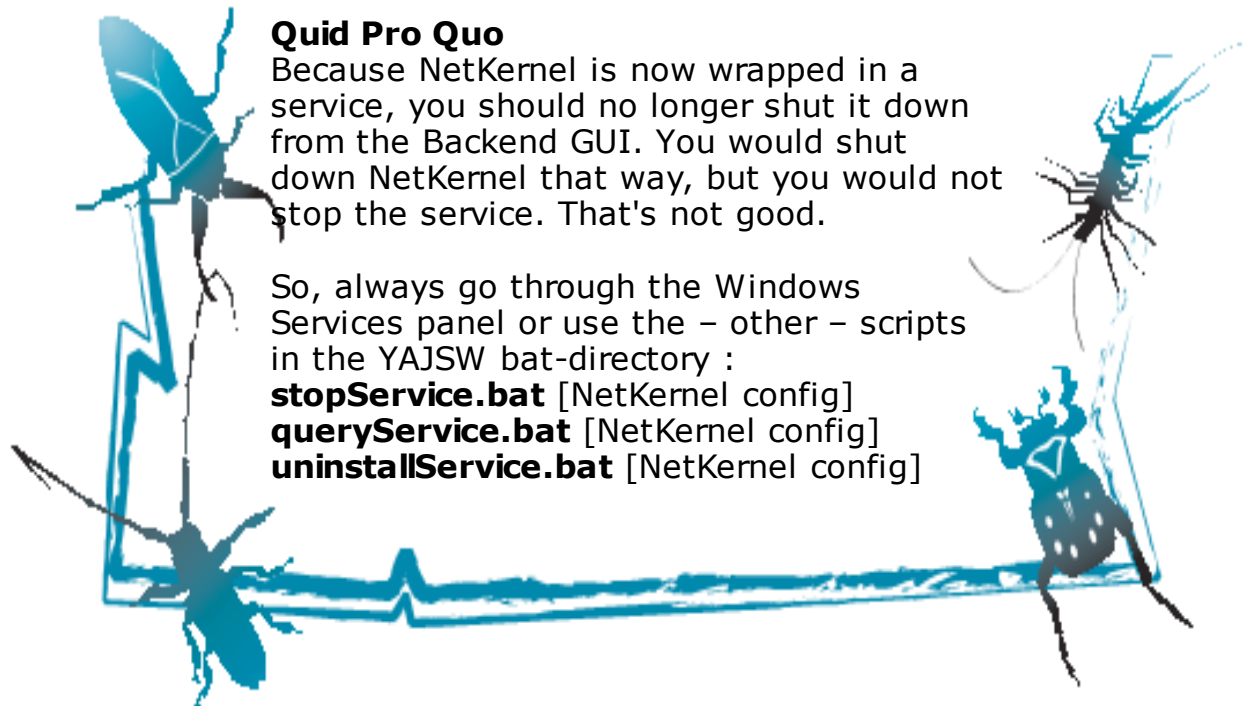 Quid Pro Quo
Because NetKernel is now wrapped in a
service, you should no longer shut it down
from the Backend GUI. You would shut
down NetKernel that way, but you would not
stop the service. That's not good.
So, always go through the Windows
Services panel or use the – other – scripts
in the YAJSW bat-directory :
stopService.bat [NetKernel config]
queryService.bat [NetKernel config]
uninstallService.bat [NetKernel config]